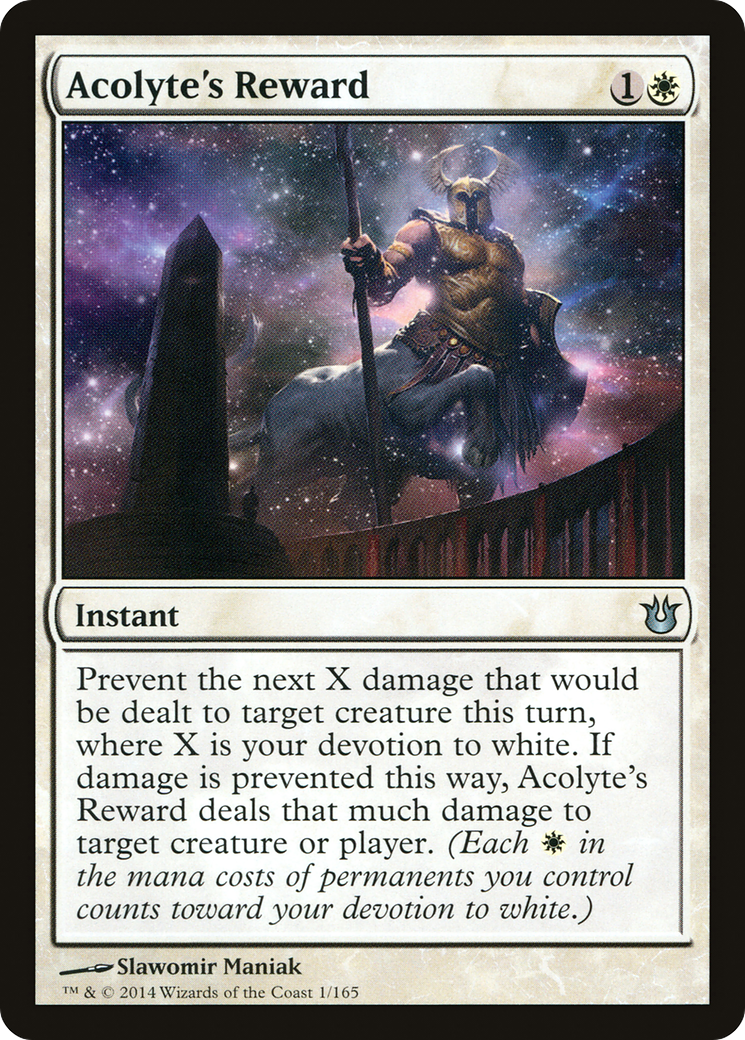 Acolyte's Reward 1
Instant
Prevent the next X damage that would
be dealt to target creature this turn,
where X is your devotion to white. If
damage is prevented this way, Acolyte's
Reward deals that much damage to
target creature or player. (Each in
the mana costs of permanents you control
counts toward your devotion to white.)
Slawomir Maniak
™ & © 2014 Wizards of the Coast 1/165